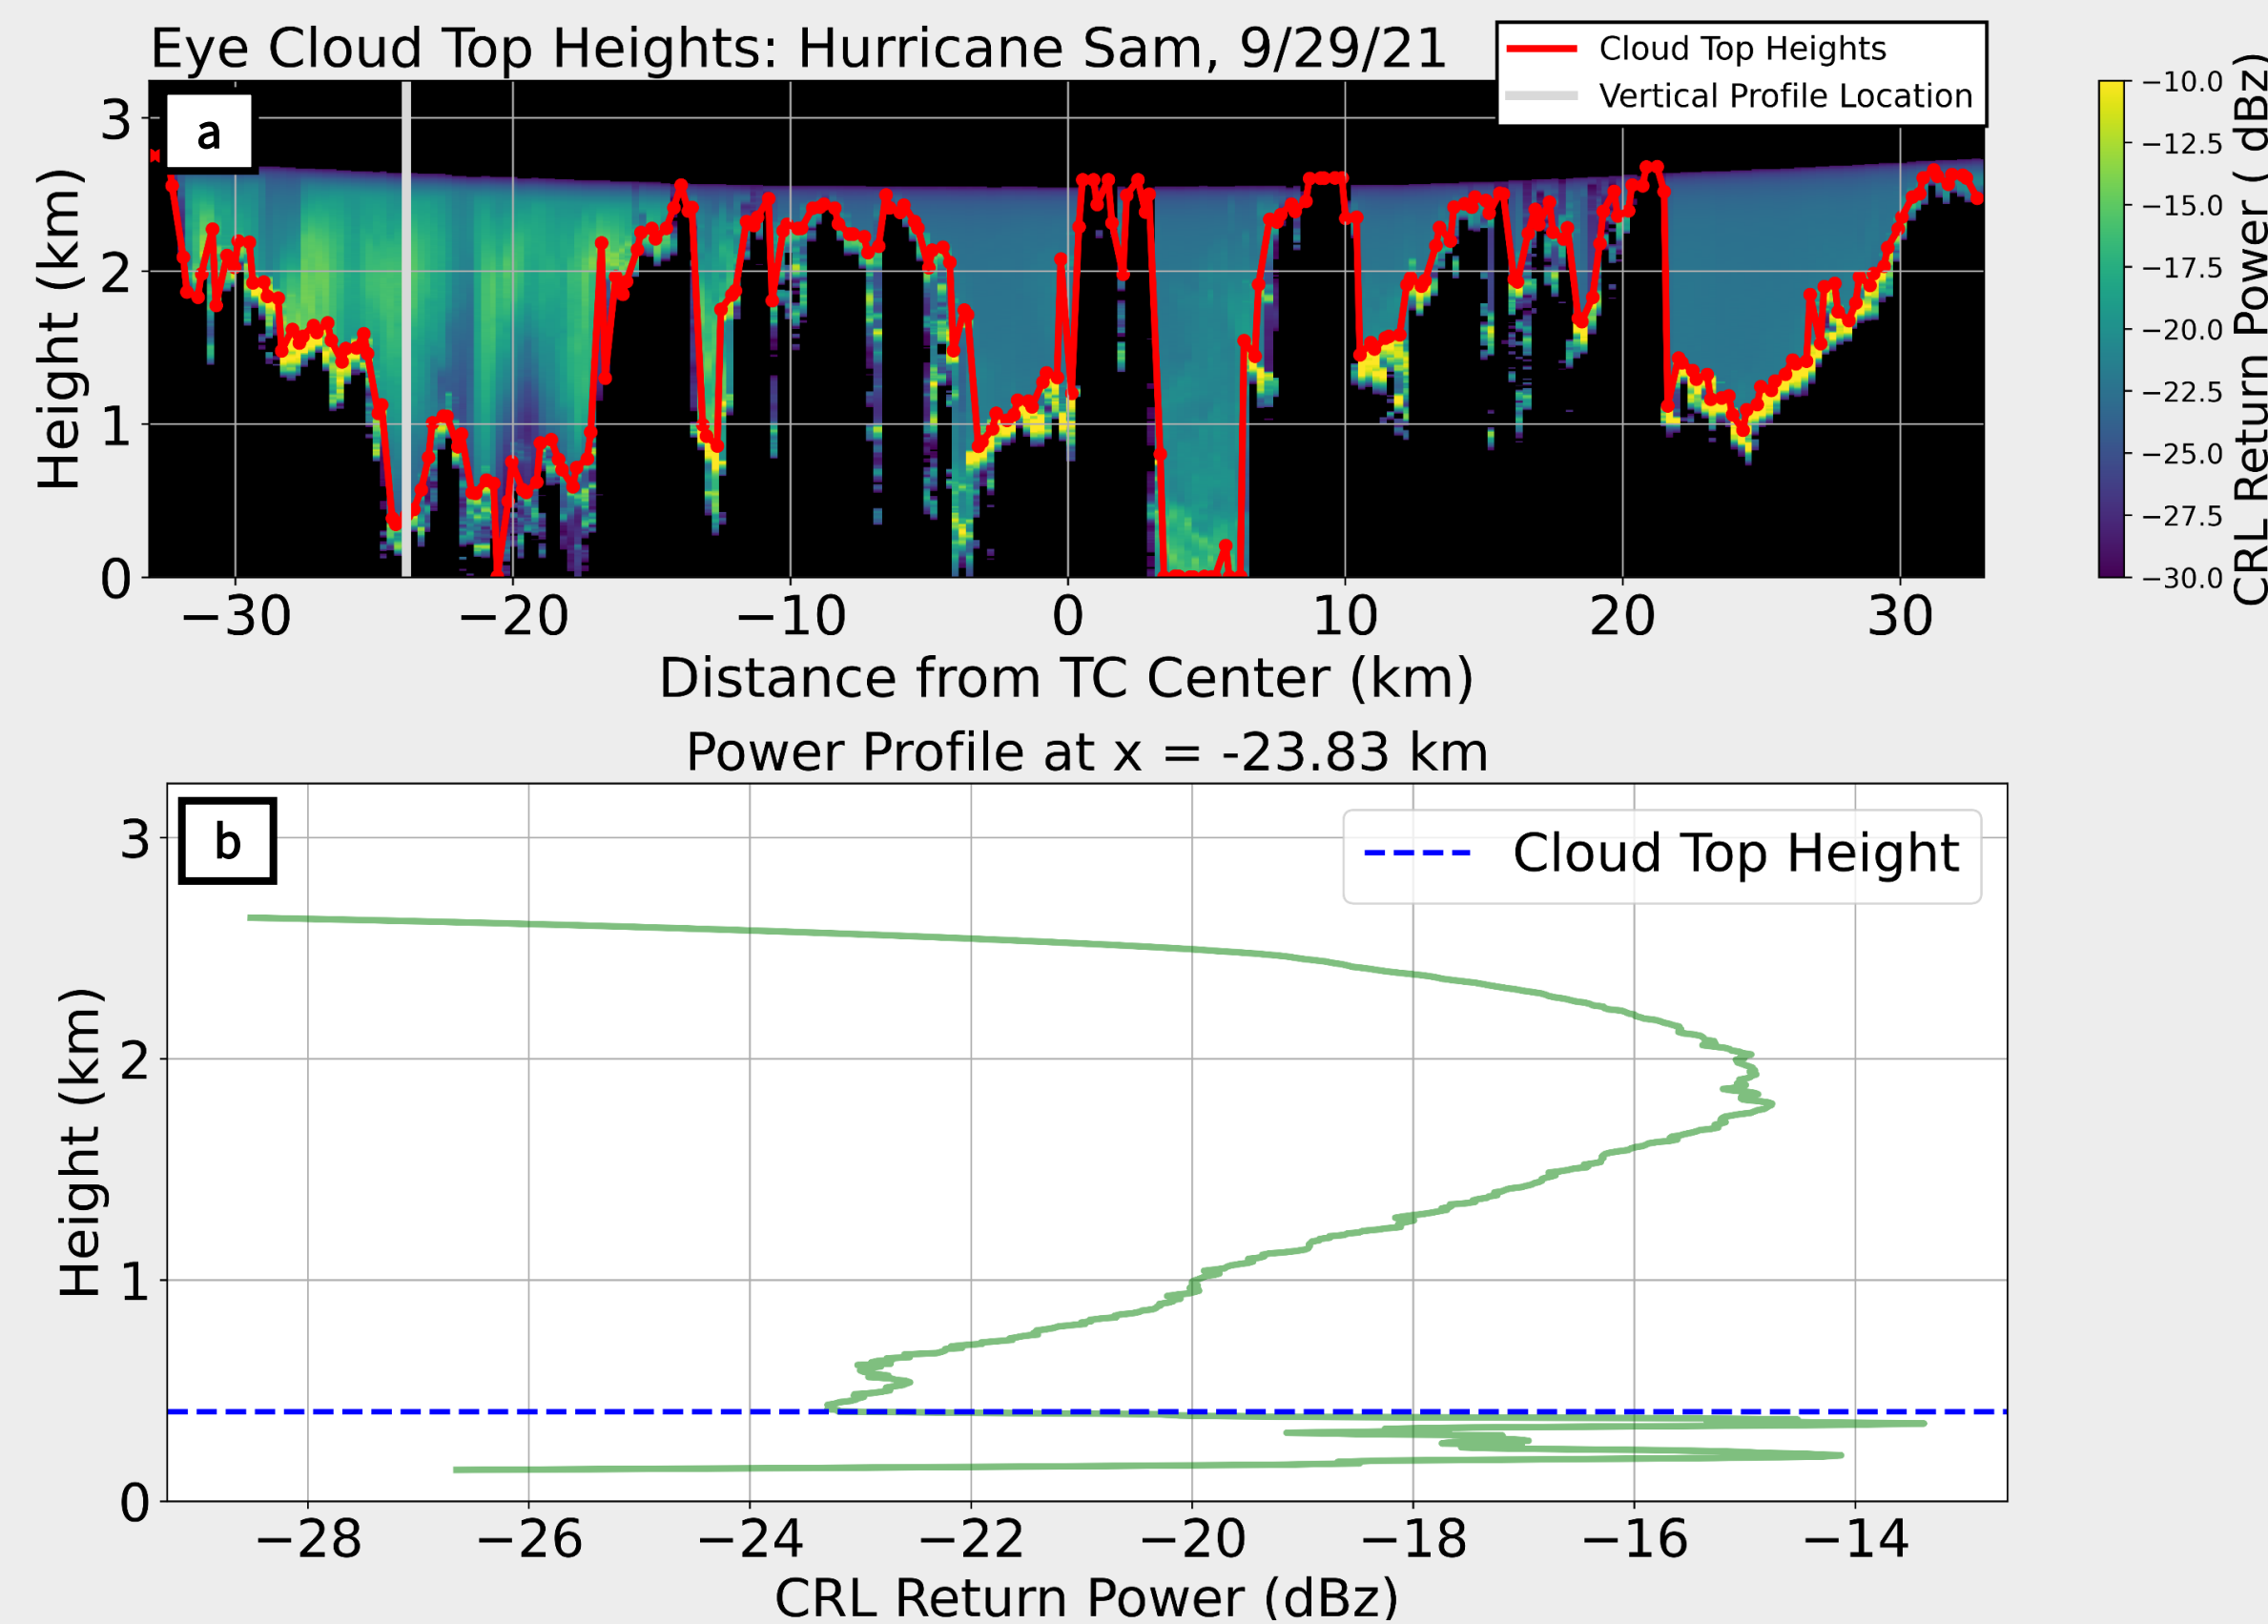 Eye Cloud Top Heights: Hurricane Sam, 9/29/21
Cloud Top Heights
Vertical Profile Location
a
3
2
1
0
Height (km)
−30 −20 −10 0 10 20 30
Distance from TC Center (km)
−10.0
−12.5
−15.0
−17.5
−20.0
−22.5
−25.0
−27.5
−30.0
CRL Return Power ( dBz)
Power Profile at x = -23.83 km
b
Cloud Top Height
3
2
1
0
Height (km)
−28 −26 −24 −22 −20 −18 −16 −14
CRL Return Power (dBz)